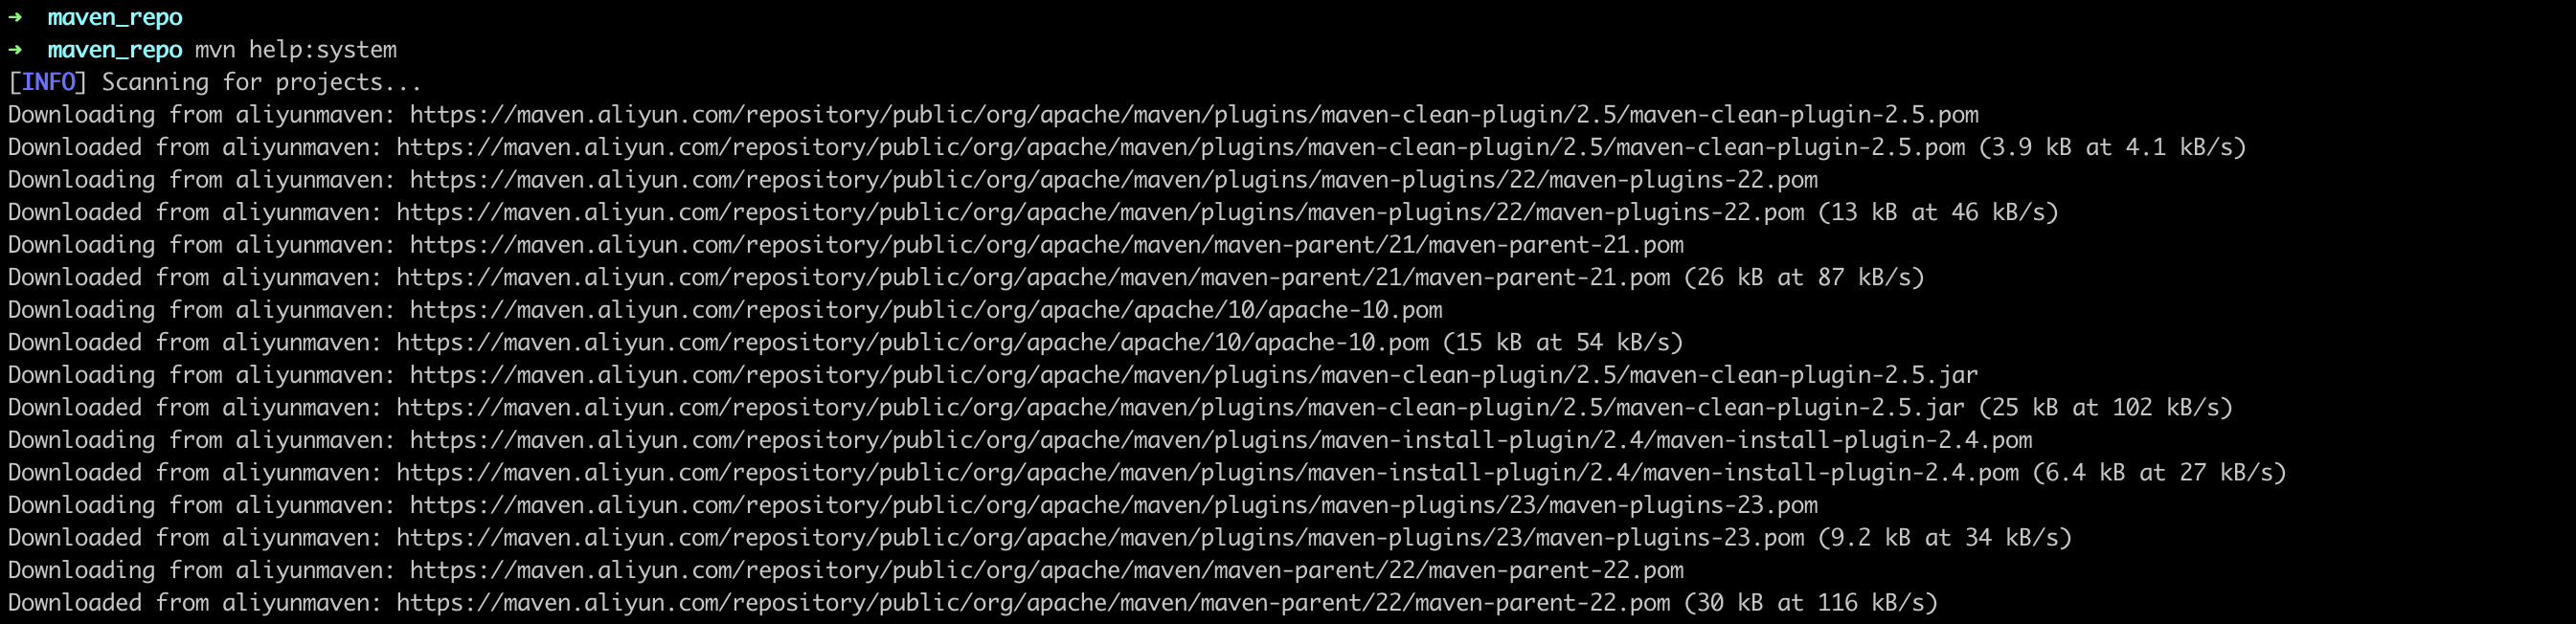 ➜  maven_repo
➜  maven_repo mvn help:system
[INFO] Scanning for projects...
Downloading from aliyunmaven: https://maven.aliyun.com/repository/public/org/apache/maven/plugins/maven-clean-plugin/2.5/maven-clean-plugin-2.5.pom
Downloaded from aliyunmaven: https://maven.aliyun.com/repository/public/org/apache/maven/plugins/maven-clean-plugin/2.5/maven-clean-plugin-2.5.pom (3.9 kB at 4.1 kB/s)
Downloading from aliyunmaven: https://maven.aliyun.com/repository/public/org/apache/maven/plugins/maven-plugins/22/maven-plugins-22.pom
Downloaded from aliyunmaven: https://maven.aliyun.com/repository/public/org/apache/maven/plugins/maven-plugins/22/maven-plugins-22.pom (13 kB at 46 kB/s)
Downloading from aliyunmaven: https://maven.aliyun.com/repository/public/org/apache/maven/maven-parent/21/maven-parent-21.pom
Downloaded from aliyunmaven: https://maven.aliyun.com/repository/public/org/apache/maven/maven-parent/21/maven-parent-21.pom (26 kB at 87 kB/s)
Downloading from aliyunmaven: https://maven.aliyun.com/repository/public/org/apache/apache/10/apache-10.pom
Downloaded from aliyunmaven: https://maven.aliyun.com/repository/public/org/apache/apache/10/apache-10.pom (15 kB at 54 kB/s)
Downloading from aliyunmaven: https://maven.aliyun.com/repository/public/org/apache/maven/plugins/maven-clean-plugin/2.5/maven-clean-plugin-2.5.jar
Downloaded from aliyunmaven: https://maven.aliyun.com/repository/public/org/apache/maven/plugins/maven-clean-plugin/2.5/maven-clean-plugin-2.5.jar (25 kB at 102 kB/s)
Downloading from aliyunmaven: https://maven.aliyun.com/repository/public/org/apache/maven/plugins/maven-install-plugin/2.4/maven-install-plugin-2.4.pom
Downloaded from aliyunmaven: https://maven.aliyun.com/repository/public/org/apache/maven/plugins/maven-install-plugin/2.4/maven-install-plugin-2.4.pom (6.4 kB at 27 kB/s)
Downloading from aliyunmaven: https://maven.aliyun.com/repository/public/org/apache/maven/plugins/maven-plugins/23/maven-plugins-23.pom
Downloaded from aliyunmaven: https://maven.aliyun.com/repository/public/org/apache/maven/plugins/maven-plugins/23/maven-plugins-23.pom (9.2 kB at 34 kB/s)
Downloading from aliyunmaven: https://maven.aliyun.com/repository/public/org/apache/maven/maven-parent/22/maven-parent-22.pom
Downloaded from aliyunmaven: https://maven.aliyun.com/repository/public/org/apache/maven/maven-parent/22/maven-parent-22.pom (30 kB at 116 kB/s)